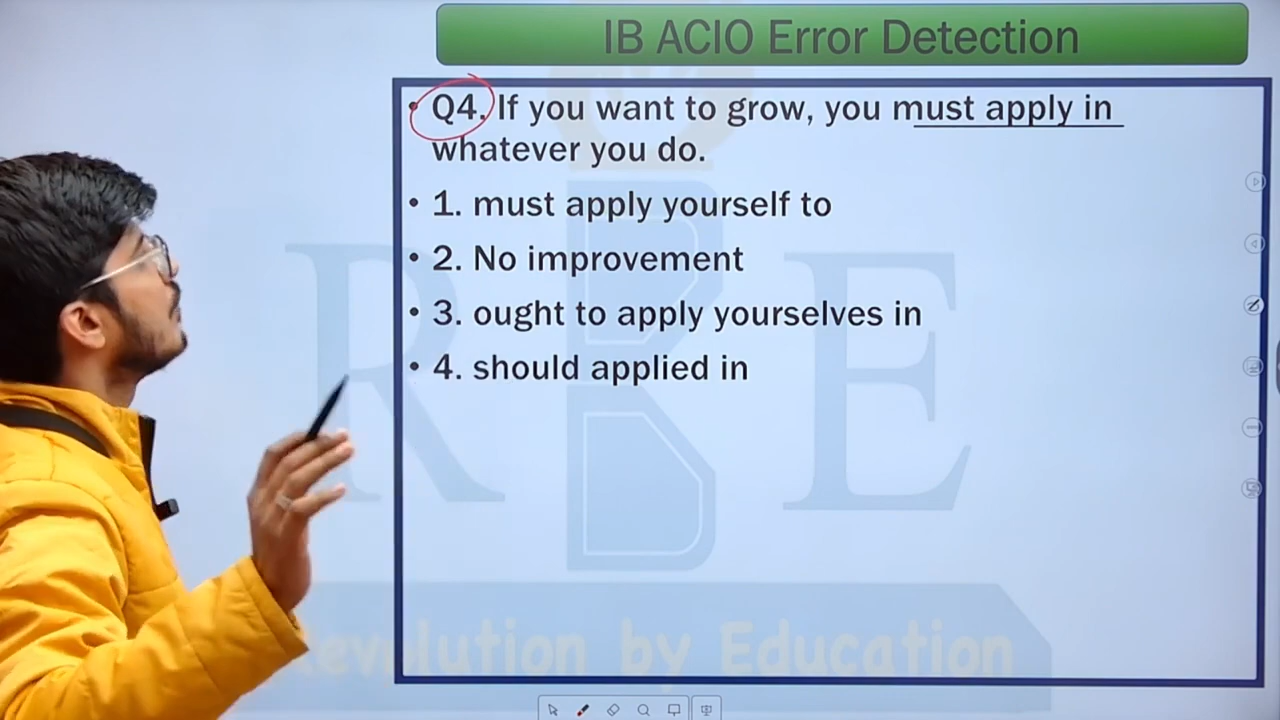 IB ACIO Error Detection
• Q4. If you want to grow, you must apply in
whatever you do.
• 1. must apply yourself to
• 2. No improvement
• 3. ought to apply yourselves in
• 4. should applied in
R B E
Revolution by Education